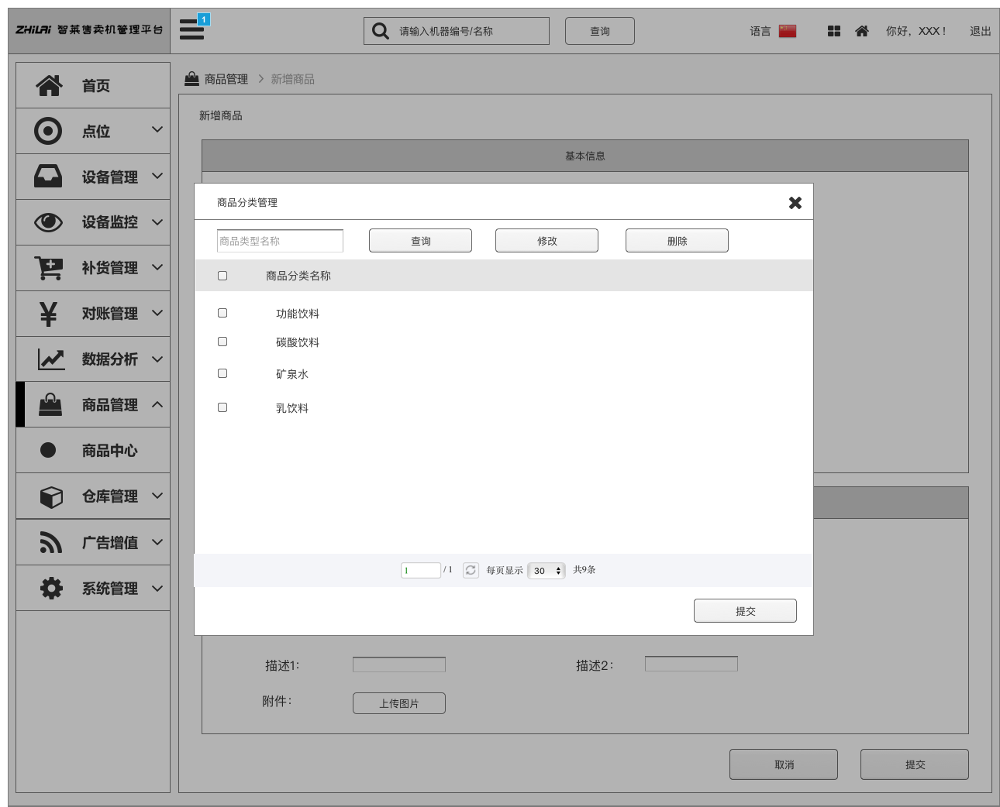 ZHiLAi 智莱售卖机管理平台
1
请输入机器编号/名称
查询
语言
你好，XXX！
退出
首页
点位
设备管理
设备监控
补货管理
对账管理
数据分析
商品管理
商品中心
仓库管理
广告增值
系统管理
商品管理
新增商品
新增商品
基本信息
商品分类管理
商品类型名称
查询
修改
删除
商品分类名称
功能饮料
碳酸饮料
矿泉水
乳饮料
1 / 1 每页显示 30 共9条
提交
描述1：
描述2：
附件：
上传图片
取消
提交